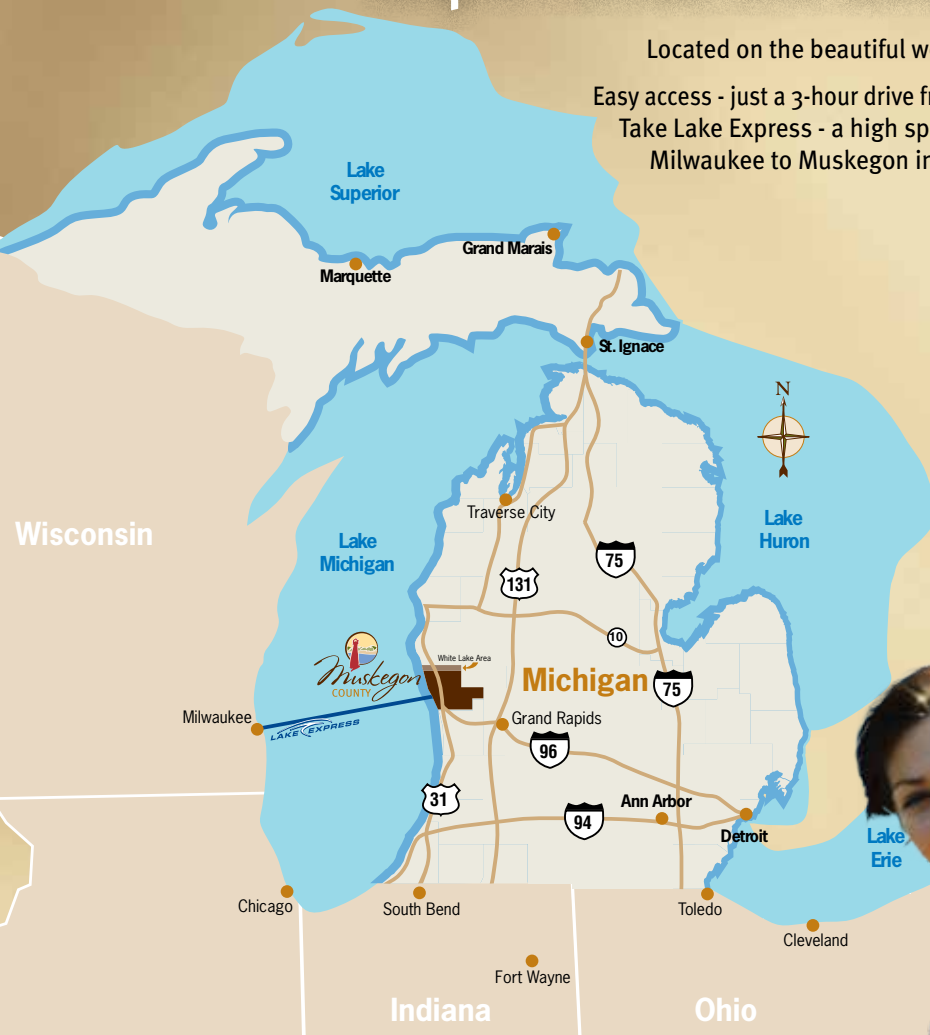 Located on the beautiful
Easy access - just a 3-hour drive
Take Lake Express - a high
Milwaukee to Muskegon
Lake
Superior
Grand Marais
Marquette
St. Ignace
N
Traverse City
Wisconsin
Lake
Michigan
Lake
Huron
75
131
10
White Lake Area
Muskegon
COUNTY
Michigan
75
Milwaukee
LAKE EXPRESS
Grand Rapids
96
31
94
Ann Arbor
Detroit
Lake
Erie
Chicago
South Bend
Toledo
Cleveland
Fort Wayne
Indiana
Ohio